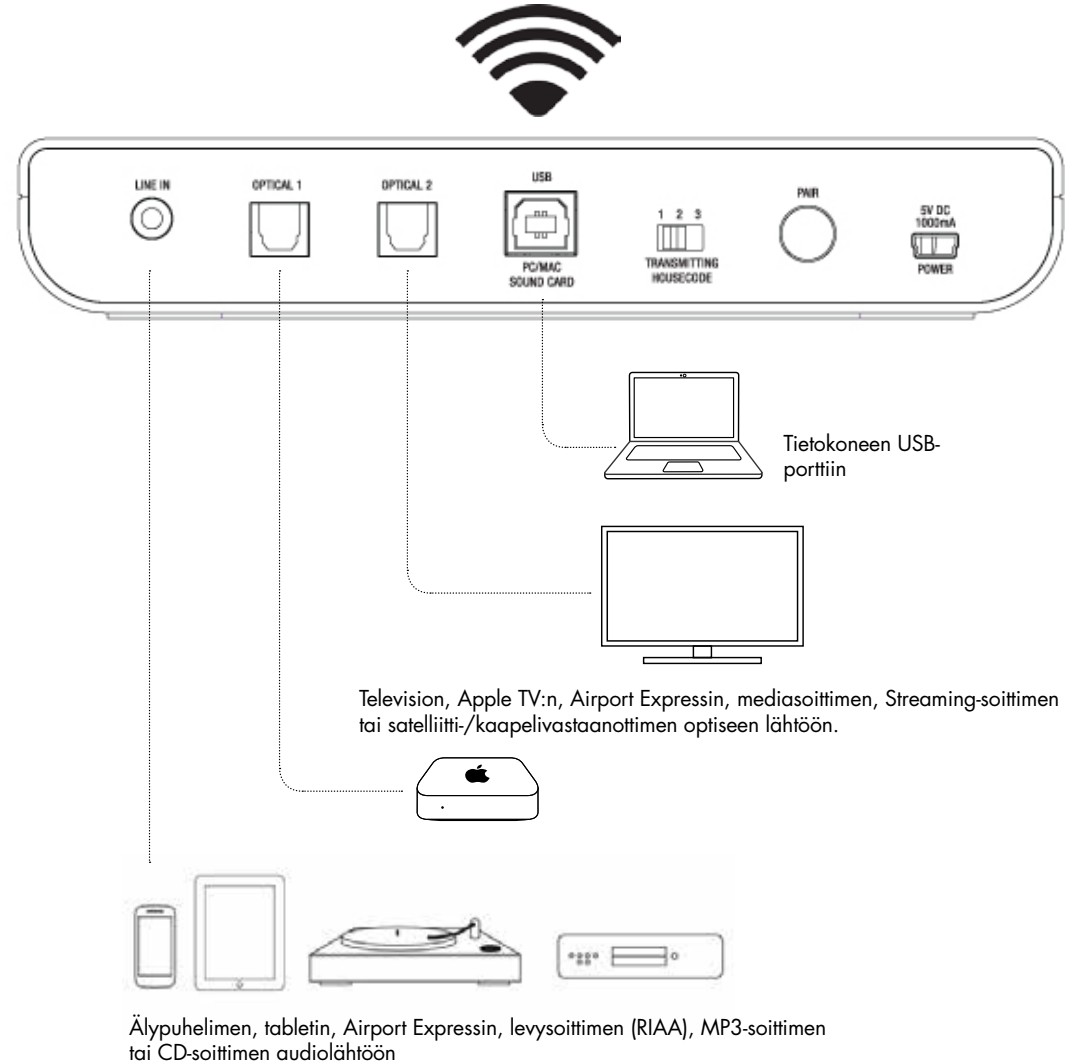 LINE IN
OPTICAL 1
OPTICAL 2
USB
PC/MAC
SOUND CARD
1 2 3
TRANSMITTING
HOUSECODE
PAIR
5V DC
1000mA
POWER
Tietokoneen USB-
porttiin
Television, Apple TV:n, Airport Expressin, mediasoittimen, Streaming-soittimen
tai satelliitti-/kaapelivastaanottimen optiseen lähtöön.
Älypuhelimen, tabletin, Airport Expressin, levysoittimen (RIAA), MP3-soittimen
tai CD-soittimen audiolähtöön